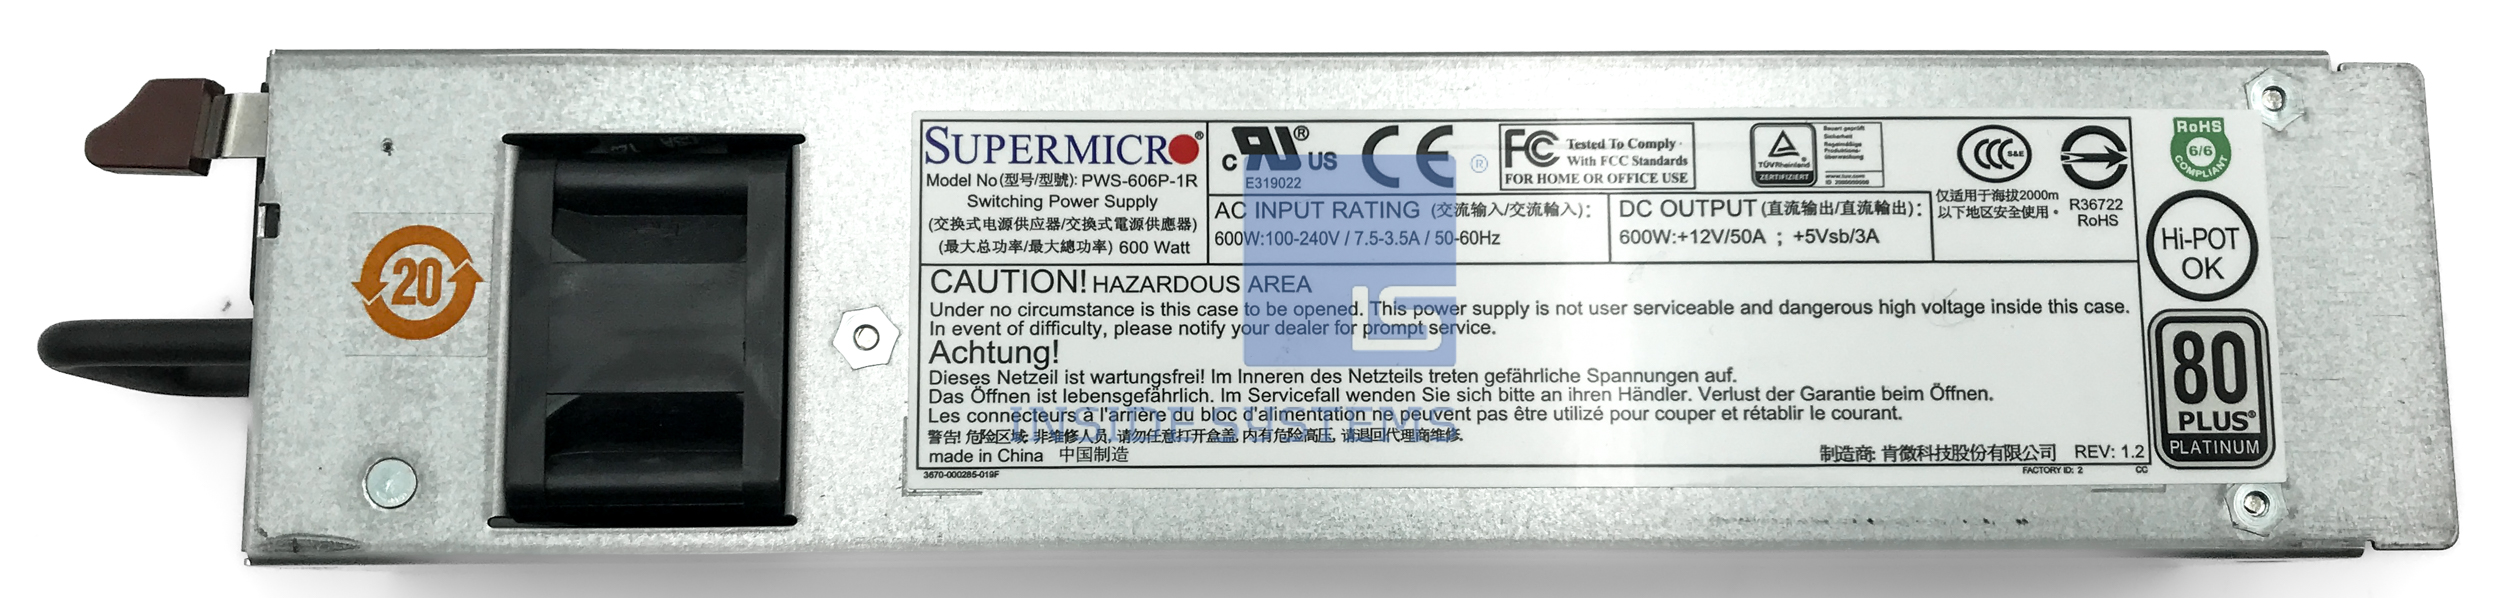 SUPERMICRO®
Model No (型号/型號): PWS-606P-1R
Switching Power Supply
(交换式电源供应器/交換式電源供應器)
(最大总功率/最大總功率) 600 Watt
C ® US
E319022
CE
®
FC Tested To Comply
With FCC Standards
FOR HOME OR OFFICE USE
TÜVRheinland
ZERTIFIZIERT
Bauart geprüft
Sicherheit
Regelmäßige
Produktions-
überwachung
www.tuv.com
CCC S&E
仅适用于海拔2000m
以下地区安全使用。
R36722
RoHS
RoHS
6/6
COMPLIANT
AC INPUT RATING (交流输入/交流輸入):
600W:100-240V / 7.5-3.5A / 50-60Hz
DC OUTPUT (直流输出/直流輸出):
600W:+12V/50A ; +5Vsb/3A
Hi-POT
OK
20
CAUTION! HAZARDOUS AREA
Under no circumstance is this case to be opened. This power supply is not user serviceable and dangerous high voltage inside this case.
In event of difficulty, please notify your dealer for prompt service.
Achtung!
Dieses Netzeil ist wartungsfrei! Im Inneren des Netzteils treten gefährliche Spannungen auf.
Das Öffnen ist lebensgefährlich. Im Servicefall wenden Sie sich bitte an ihren Händler. Verlust der Garantie beim Öffnen.
Les connecteurs à l'arrière du bloc d'alimentation ne peuvent pas être utilizé pour couper et rétablir le courant.
警告! 危险区域: 非维修人员, 请勿任意打开盒盖, 内有危险高压, 请退回代理商维修.
made in China 中国制造
制造商: 肯微科技股份有限公司 REV: 1.2
3670-000285-019F
FACTORY ID: 2 CC
80
PLUS®
PLATINUM
INSIDE SYSTEMS